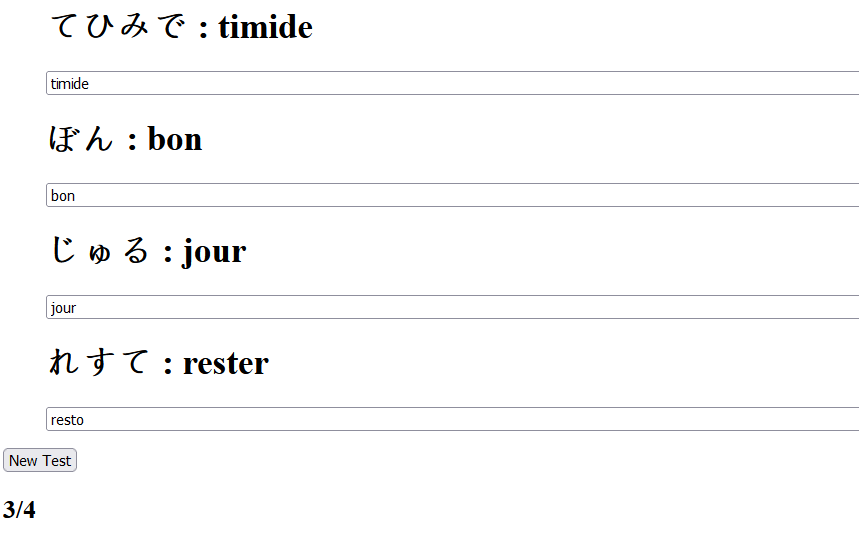 てひみで : timide
timide
ぼん : bon
bon
じゅる : jour
jour
れすて : rester
resto
New Test
3/4